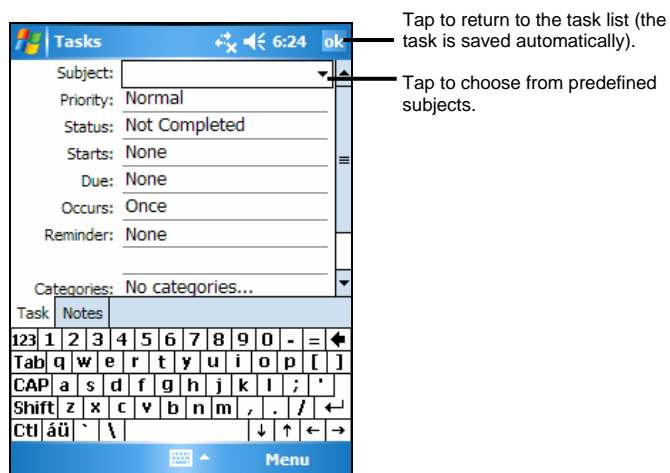 Tasks 6:24 ok
Tap to return to the task list (the
task is saved automatically).
Subject:
Tap to choose from predefined
subjects.
Priority: Normal
Status: Not Completed
Starts: None
Due: None
Occurs: Once
Reminder: None
Categories: No categories...
Task Notes
123 1 2 3 4 5 6 7 8 9 0 - =
Tab q w e r t y u i o p [ ]
CAP a s d f g h j k l ; '
Shift z x c v b n m , . /
Ctl áü ` \
Menu